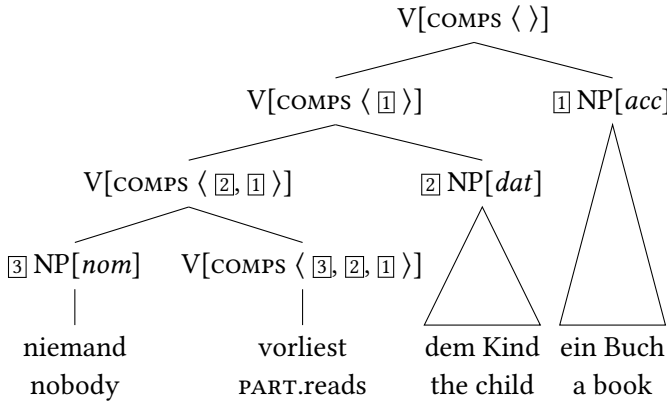 V[COMPS ⟨ ⟩]
V[COMPS ⟨ 1 ⟩] 1 NP[acc]
V[COMPS ⟨ 2, 1 ⟩] 2 NP[dat]
3 NP[nom] V[COMPS ⟨ 3, 2, 1 ⟩]
niemand vorliest dem Kind ein Buch
nobody PART.reads the child a book